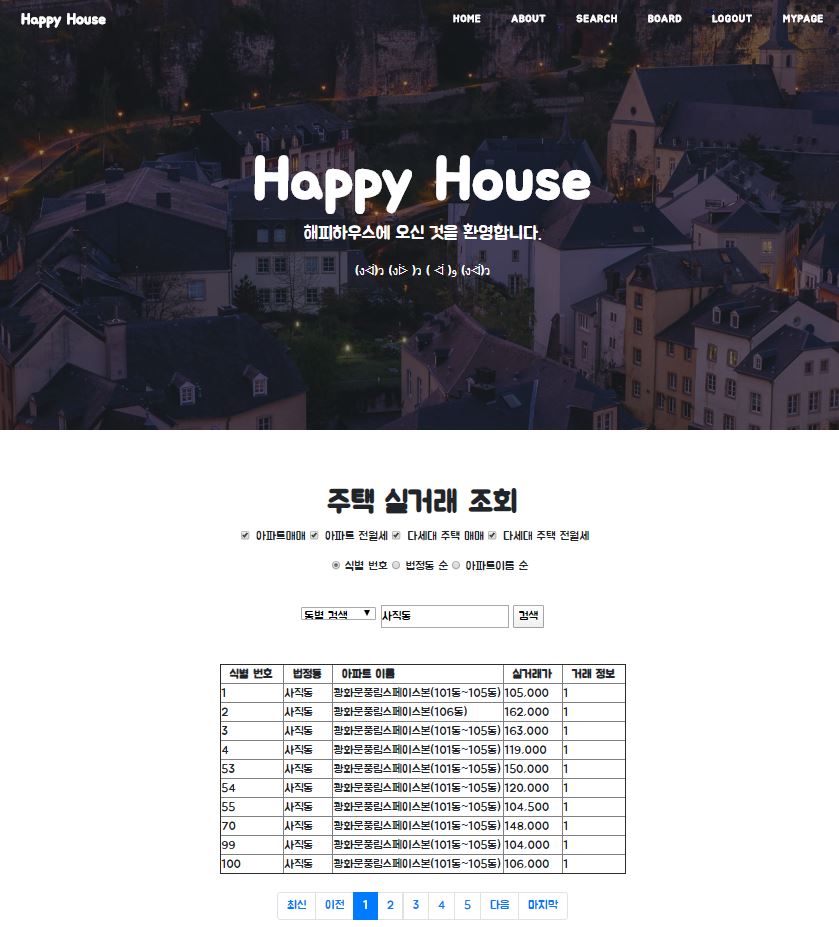 Happy House HOME ABOUT SEARCH BOARD LOGOUT MYPAGE
Happy House
해피하우스에 오신 것을 환영합니다.
주택 실거래 조회
아파트매매 아파트 전월세 다세대 주택 매매 다세대 주택 전월세
식별 번호 법정동 순 아파트이름 순
동별 검색 사직동 검색
식별 번호 법정동 아파트 이름 실거래가 거래 정보
1 사직동 광화문풍림스페이스본(101동~105동) 105.000 1
2 사직동 광화문풍림스페이스본(106동) 162.000 1
3 사직동 광화문풍림스페이스본(101동~105동) 163.000 1
4 사직동 광화문풍림스페이스본(101동~105동) 119.000 1
53 사직동 광화문풍림스페이스본(101동~105동) 150.000 1
54 사직동 광화문풍림스페이스본(101동~105동) 120.000 1
55 사직동 광화문풍림스페이스본(101동~105동) 104.500 1
70 사직동 광화문풍림스페이스본(101동~105동) 148.000 1
99 사직동 광화문풍림스페이스본(101동~105동) 104.000 1
100 사직동 광화문풍림스페이스본(101동~105동) 106.000 1
최신 이전 1 2 3 4 5 다음 마지막